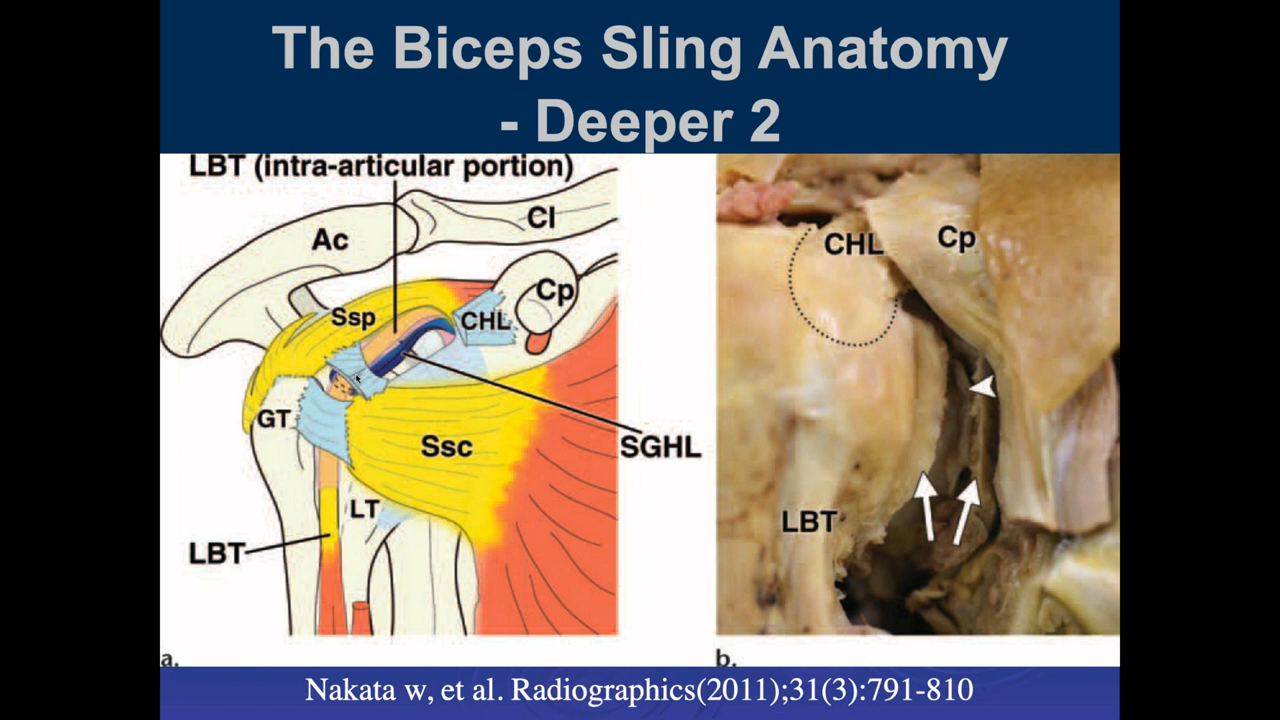 The Biceps Sling Anatomy
- Deeper 2
LBT (intra-articular portion)
Cl
Ac
Cp
Ssp
CHL
GT
Ssc
SGHL
LT
LBT
a.
CHL
Cp
LBT
b.
Nakata w, et al. Radiographics(2011);31(3):791-810